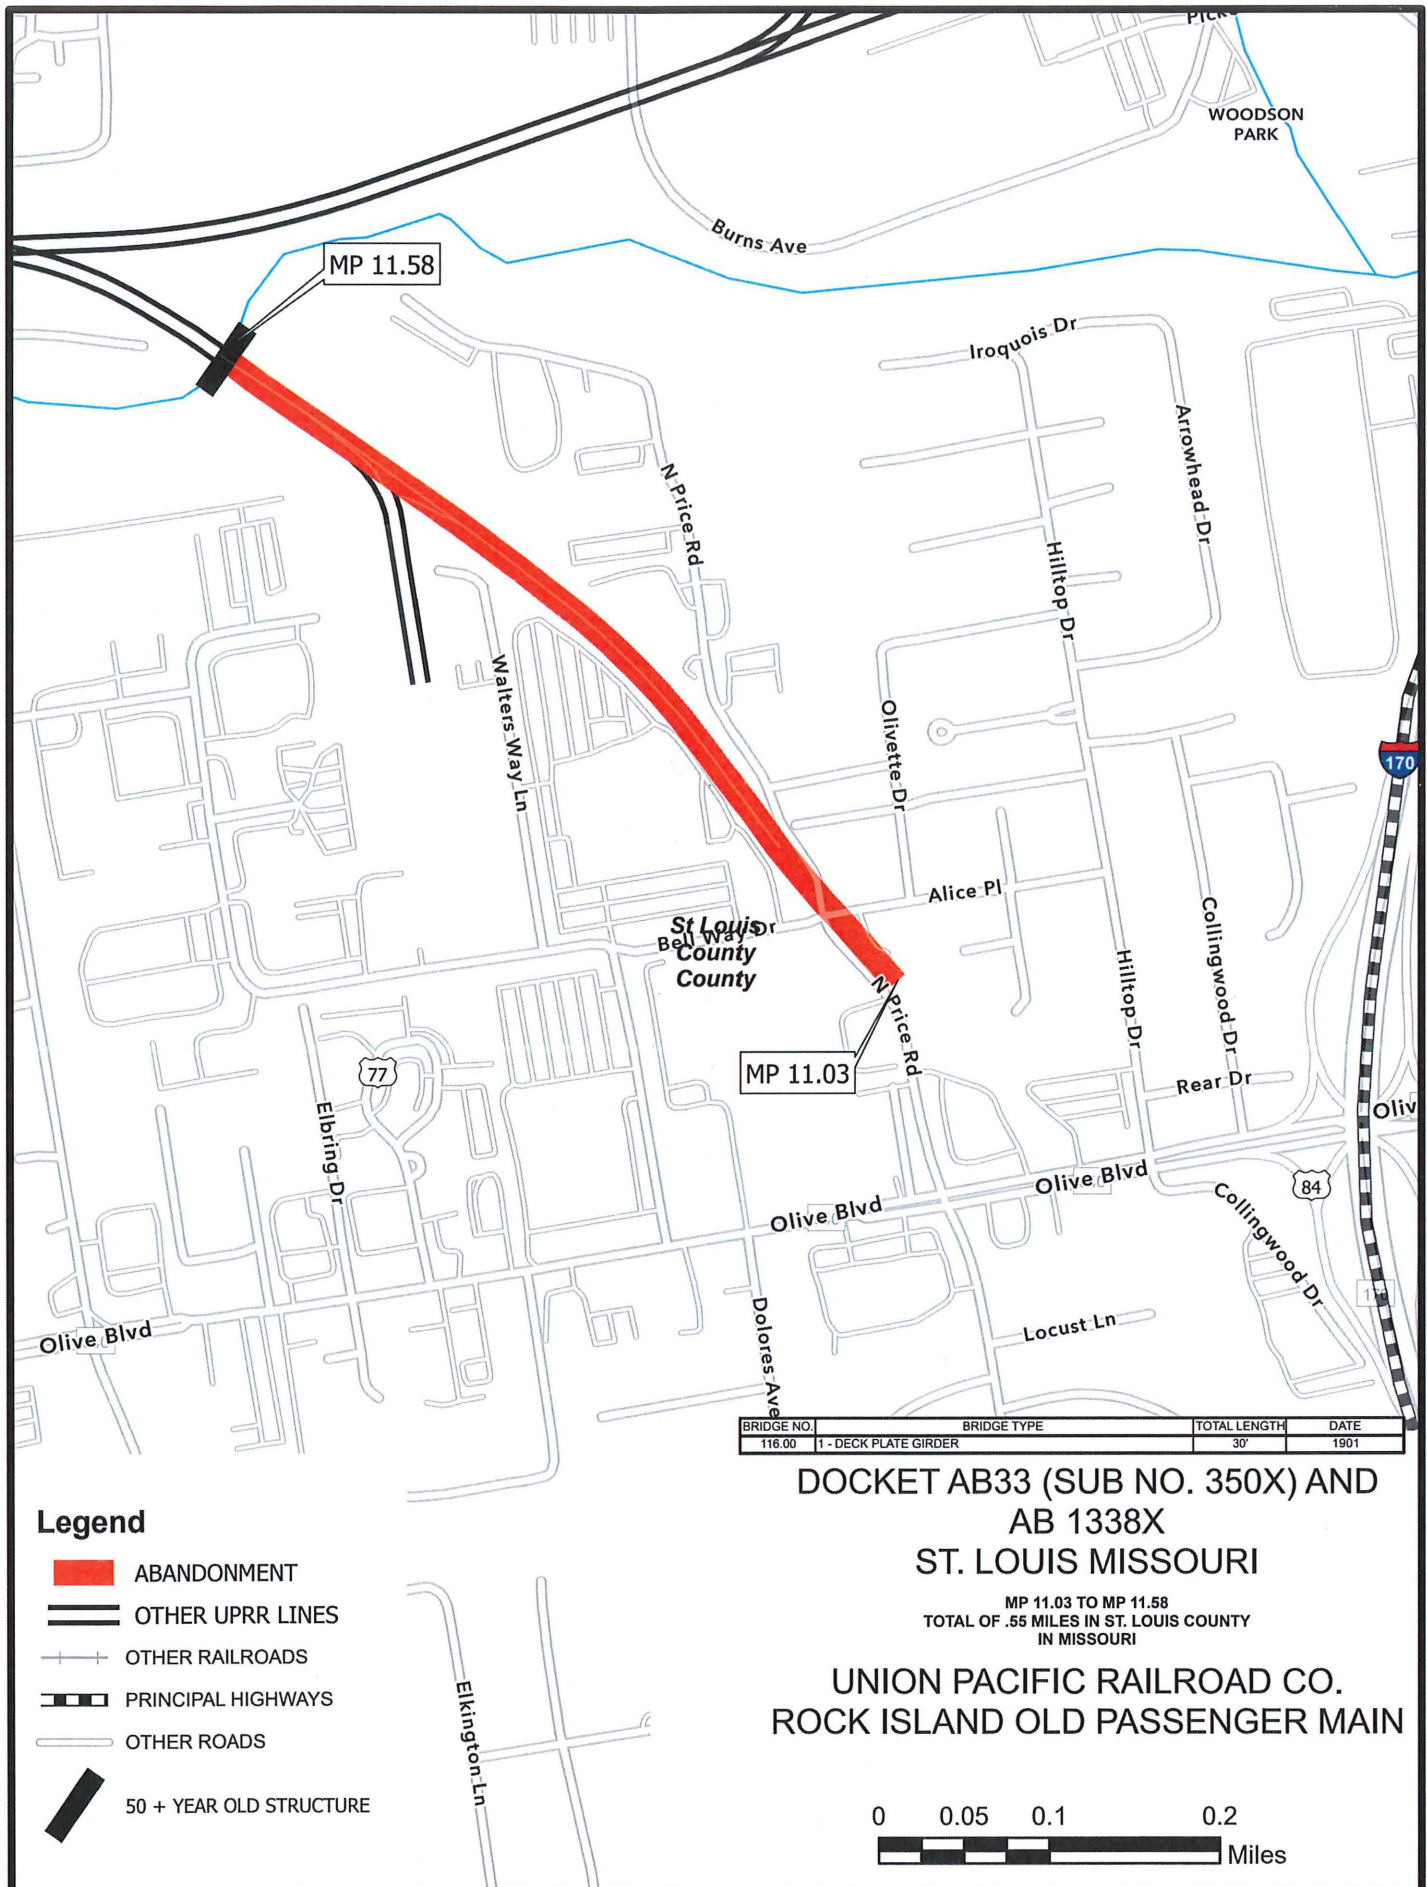 WOODSON
PARK
Burns Ave
MP 11.58
Iroquois Dr
Arrowhead Dr
N Price Rd
Hilltop Dr
Walters Way Ln
Olivette Dr
170
Alice Pl
St Louis
County
County
Bell Way Dr
Collingwood Dr
Hilltop Dr
N Price Rd
MP 11.03
77
Rear Dr
Elbring Dr
Oliv
Olive Blvd
84
Olive Blvd
Collingwood Dr
170
Dolores Ave
Locust Ln
Olive Blvd
BRIDGE NO. BRIDGE TYPE TOTAL LENGTH DATE
116.00 1 - DECK PLATE GIRDER 30' 1901
DOCKET AB33 (SUB NO. 350X) AND
AB 1338X
ST. LOUIS MISSOURI
MP 11.03 TO MP 11.58
TOTAL OF .55 MILES IN ST. LOUIS COUNTY
IN MISSOURI
UNION PACIFIC RAILROAD CO.
ROCK ISLAND OLD PASSENGER MAIN
Legend
ABANDONMENT
OTHER UPRR LINES
OTHER RAILROADS
PRINCIPAL HIGHWAYS
OTHER ROADS
50 + YEAR OLD STRUCTURE
Elkington Ln
0 0.05 0.1 0.2
Miles